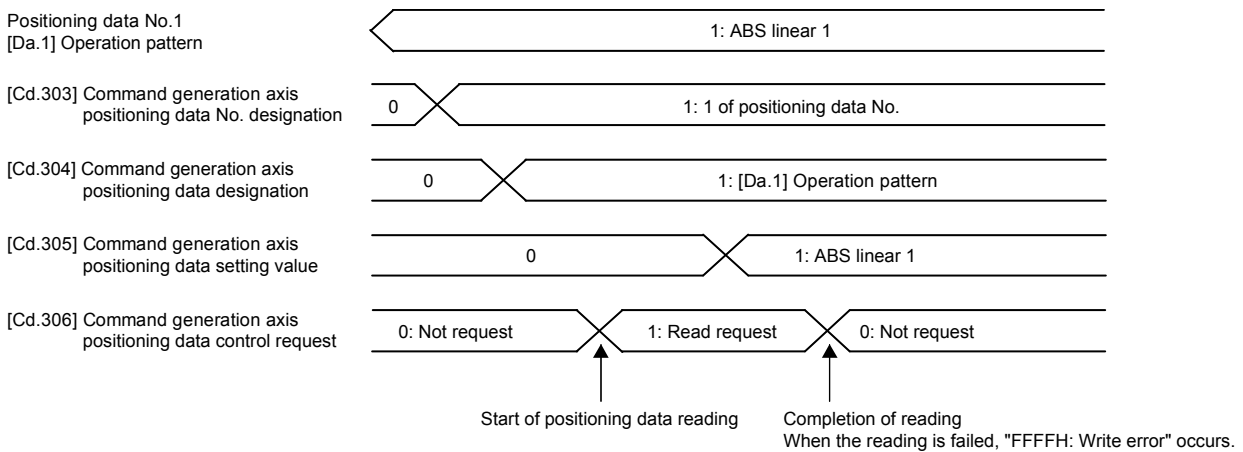 Positioning data No.1
[Da.1] Operation pattern
1: ABS linear 1
[Cd.303] Command generation axis
positioning data No. designation
0
1: 1 of positioning data No.
[Cd.304] Command generation axis
positioning data designation
0
1: [Da.1] Operation pattern
[Cd.305] Command generation axis
positioning data setting value
0
1: ABS linear 1
[Cd.306] Command generation axis
positioning data control request
0: Not request
1: Read request
0: Not request
Start of positioning data reading
Completion of reading
When the reading is failed, "FFFFH: Write error" occurs.